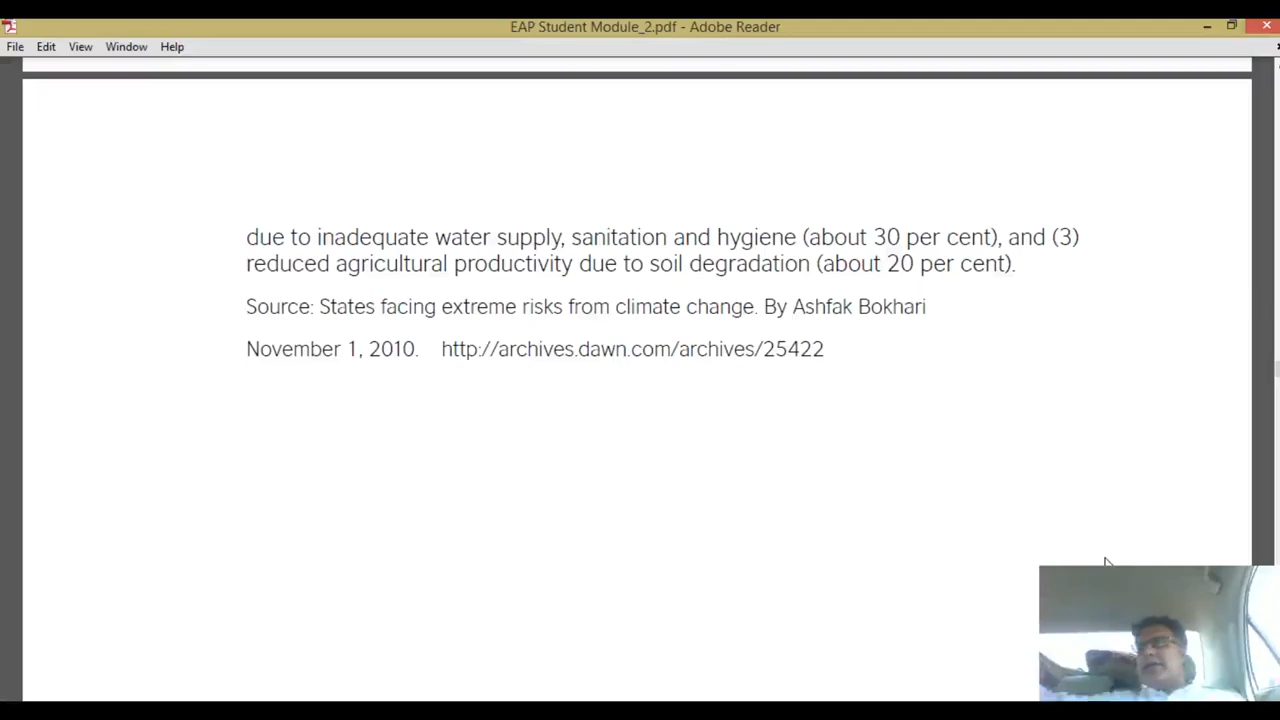 EAP Student Module_2.pdf - Adobe Reader
File Edit View Window Help
due to inadequate water supply, sanitation and hygiene (about 30 per cent), and (3)
reduced agricultural productivity due to soil degradation (about 20 per cent).
Source: States facing extreme risks from climate change. By Ashfak Bokhari
November 1, 2010. http://archives.dawn.com/archives/25422